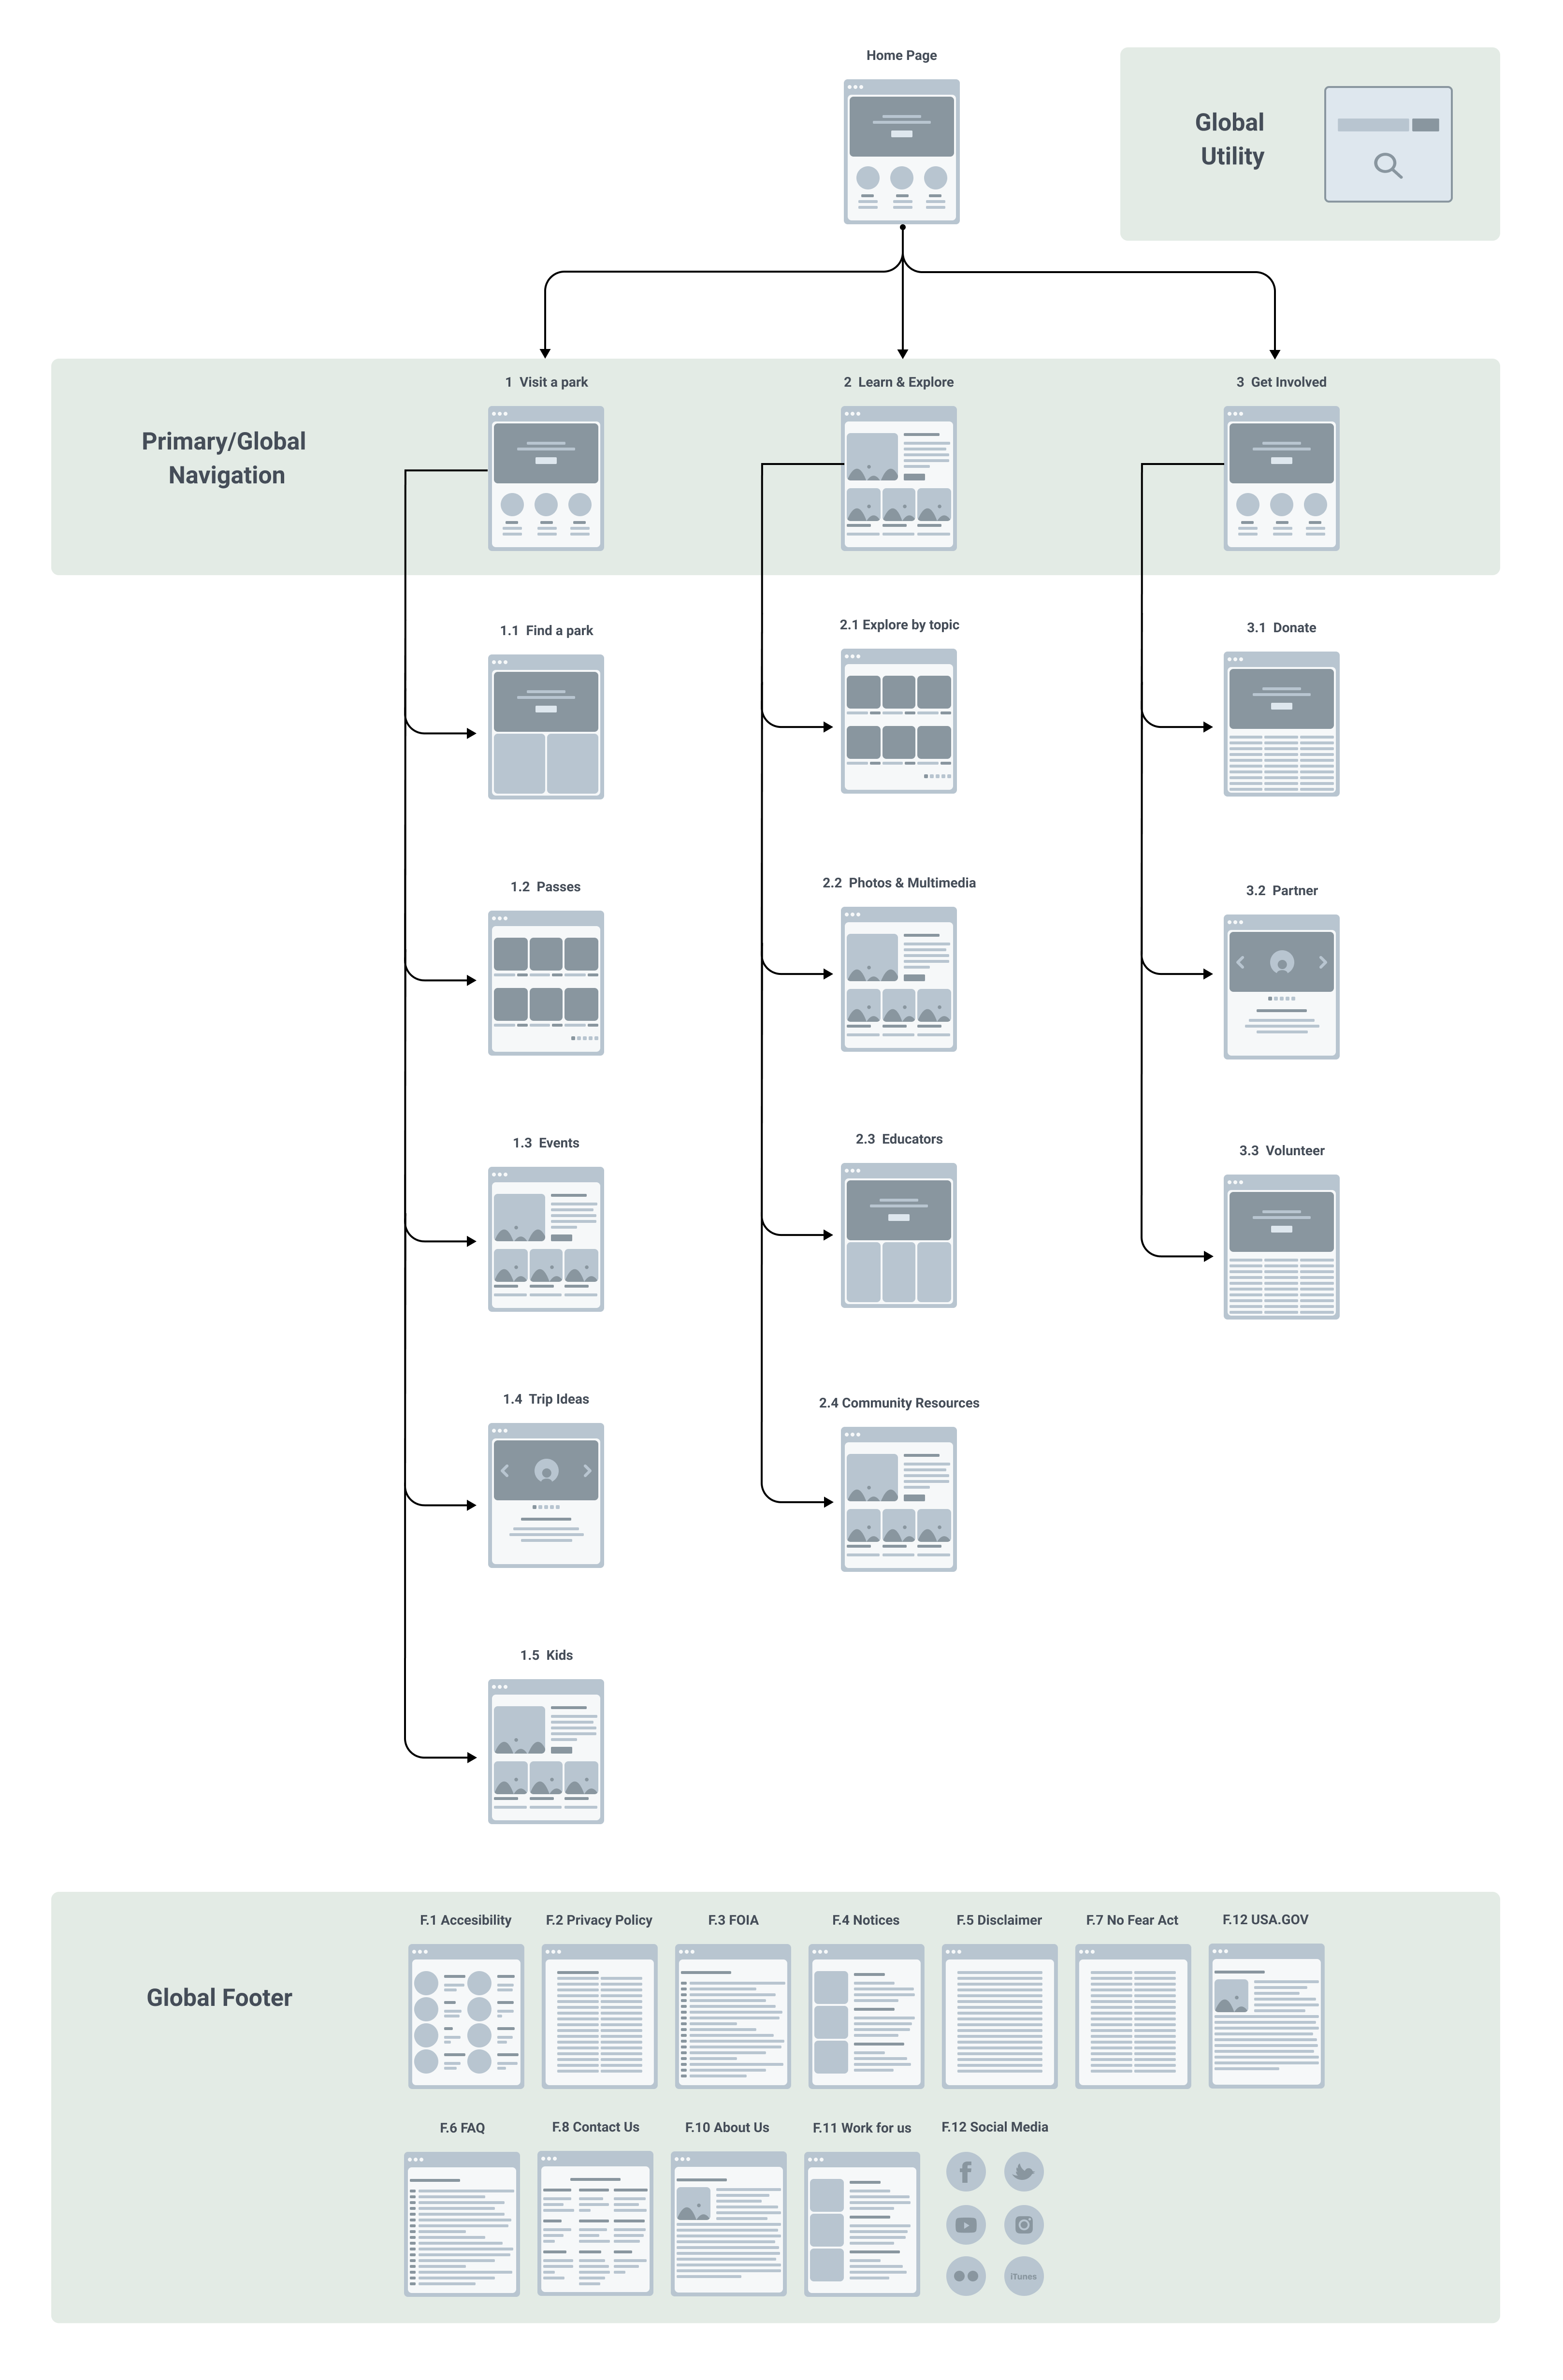 Home Page
Global
Utility
1 Visit a park
2 Learn & Explore
3 Get Involved
Primary/Global
Navigation
1.1 Find a park
2.1 Explore by topic
3.1 Donate
1.2 Passes
2.2 Photos & Multimedia
3.2 Partner
1.3 Events
2.3 Educators
3.3 Volunteer
1.4 Trip Ideas
2.4 Community Resources
1.5 Kids
Global Footer
F.1 Accesibility
F.2 Privacy Policy
F.3 FOIA
F.4 Notices
F.5 Disclaimer
F.7 No Fear Act
F.12 USA.GOV
F.6 FAQ
F.8 Contact Us
F.10 About Us
F.11 Work for us
F.12 Social Media
iTunes